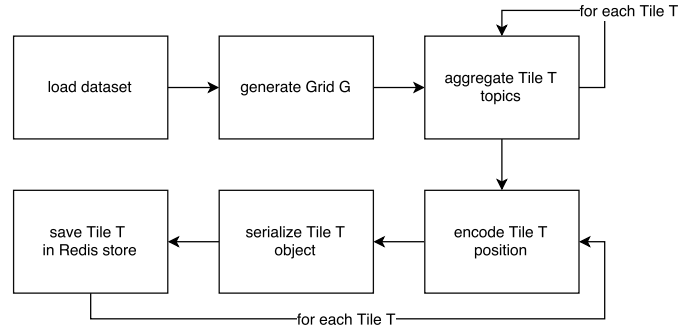 for each Tile T
load dataset
generate Grid G
aggregate Tile T
topics
save Tile T
in Redis store
serialize Tile T
object
encode Tile T
position
for each Tile T